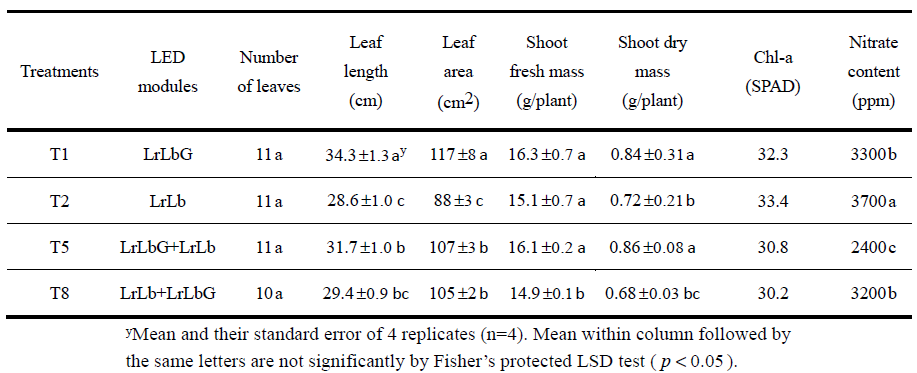 Treatments LED modules Number of leaves Leaf length (cm) Leaf area (cm2) Shoot fresh mass (g/plant) Shoot dry mass (g/plant) Chl-a (SPAD) Nitrate content (ppm)
T1 LrLbG 11 a 34.3±1.3 ay 117±8 a 16.3±0.7 a 0.84±0.31 a 32.3 3300 b
T2 LrLb 11 a 28.6±1.0 c 88±3 c 15.1±0.7 a 0.72±0.21 b 33.4 3700 a
T5 LrLbG+LrLb 11 a 31.7±1.0 b 107±3 b 16.1±0.2 a 0.86±0.08 a 30.8 2400 c
T8 LrLb+LrLbG 10 a 29.4±0.9 bc 105±2 b 14.9±0.1 b 0.68±0.03 bc 30.2 3200 b
yMean and their standard error of 4 replicates (n=4). Mean within column followed by
the same letters are not significantly by Fisher's protected LSD test ( p < 0.05 ).